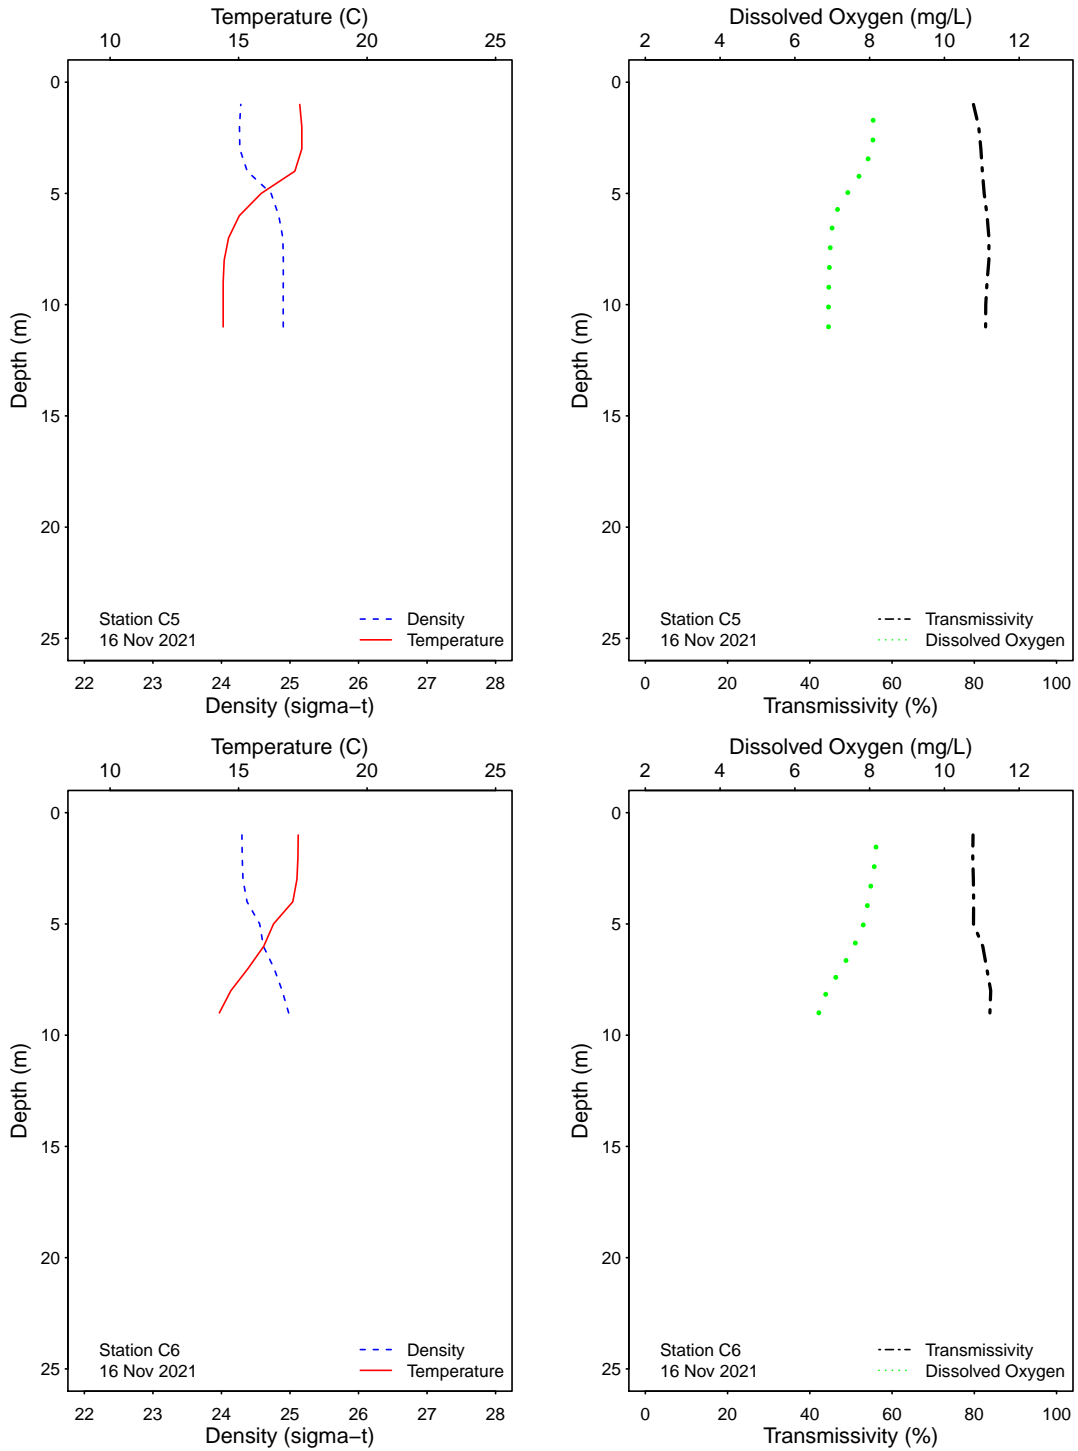 Temperature (C)
10 15 20 25
0
5
10
15
20
25
Depth (m)
Station C5
16 Nov 2021
Density
Temperature
22 23 24 25 26 27 28
Density (sigma−t)
Dissolved Oxygen (mg/L)
2 4 6 8 10 12
0
5
10
15
20
25
Depth (m)
Station C5
16 Nov 2021
Transmissivity
Dissolved Oxygen
0 20 40 60 80 100
Transmissivity (%)
Temperature (C)
10 15 20 25
0
5
10
15
20
25
Depth (m)
Station C6
16 Nov 2021
Density
Temperature
22 23 24 25 26 27 28
Density (sigma−t)
Dissolved Oxygen (mg/L)
2 4 6 8 10 12
0
5
10
15
20
25
Depth (m)
Station C6
16 Nov 2021
Transmissivity
Dissolved Oxygen
0 20 40 60 80 100
Transmissivity (%)